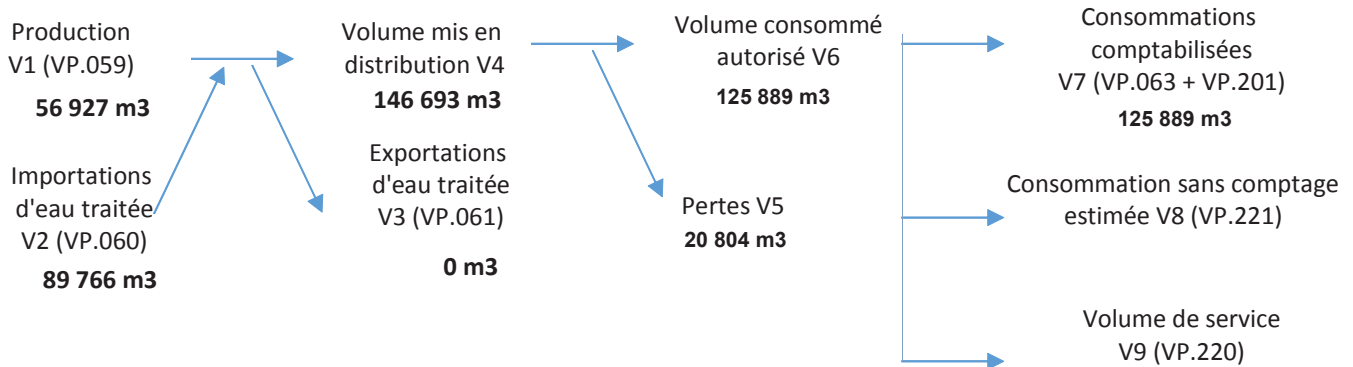 Production
V1 (VP.059)
56 927 m3
Importations
d'eau traitée
V2 (VP.060)
89 766 m3
Volume mis en
distribution V4
146 693 m3
Exportations
d'eau traitée
V3 (VP.061)
0 m3
Volume consommé
autorisé V6
125 889 m3
Pertes V5
20 804 m3
Consommations
comptabilisées
V7 (VP.063 + VP.201)
125 889 m3
Consommation sans comptage
estimée V8 (VP.221)
Volume de service
V9 (VP.220)